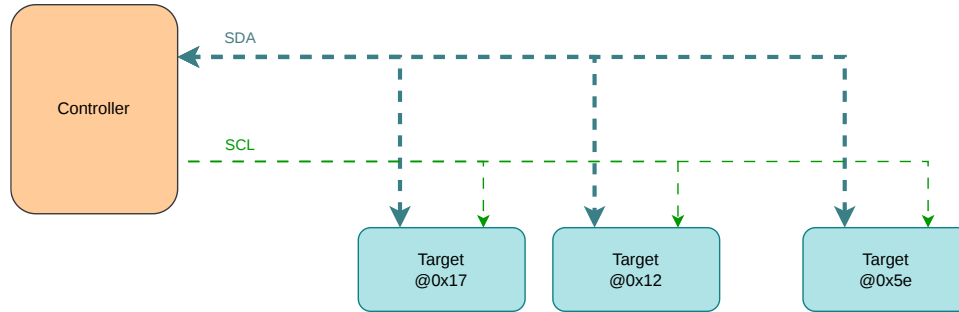 SDA
Controller
SCL
Target
@0x17
Target
@0x12
Target
@0x5e